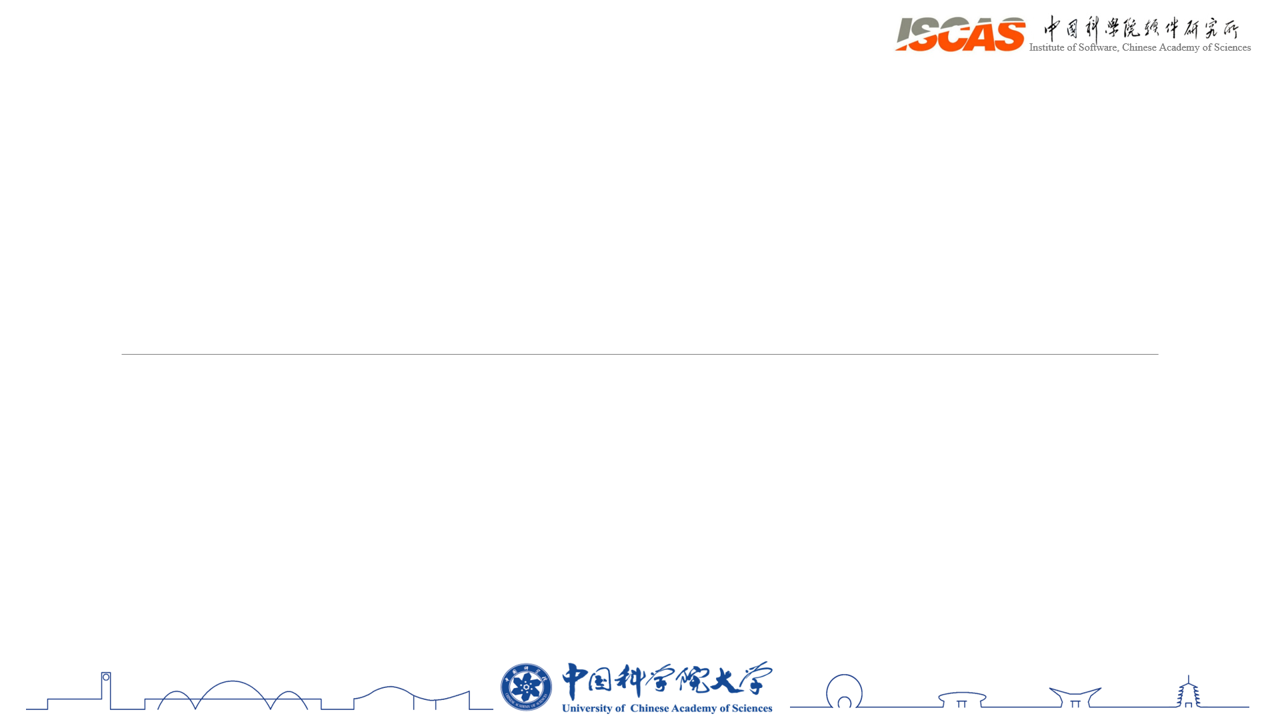 ISCAS
中国科学院软件研究所
Institute of Software, Chinese Academy of Sciences
中国科学院大学
University of Chinese Academy of Sciences